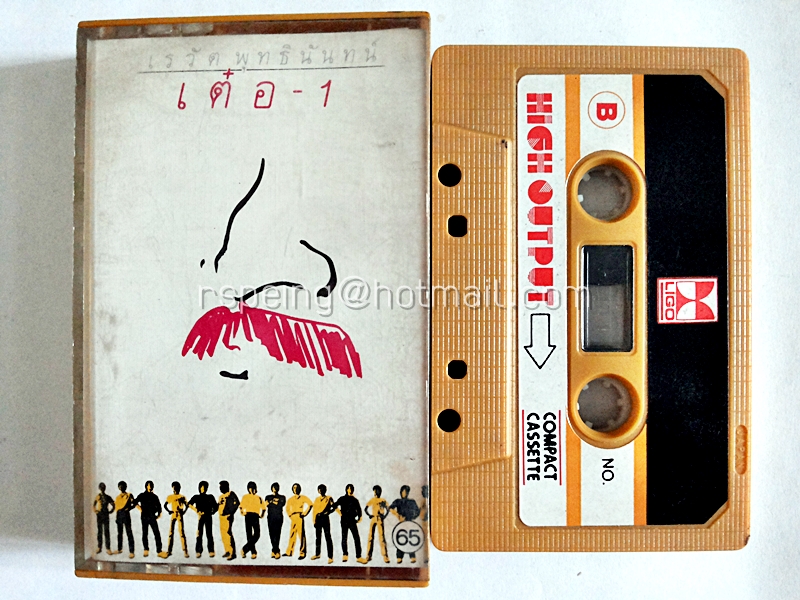 เรวัต พุทธินันทน์
เต๋อ - 1
65
rspeing@hotmail.com
B
HIGH OUTPUT
COMPACT
CASSETTE
NO.
LIGO